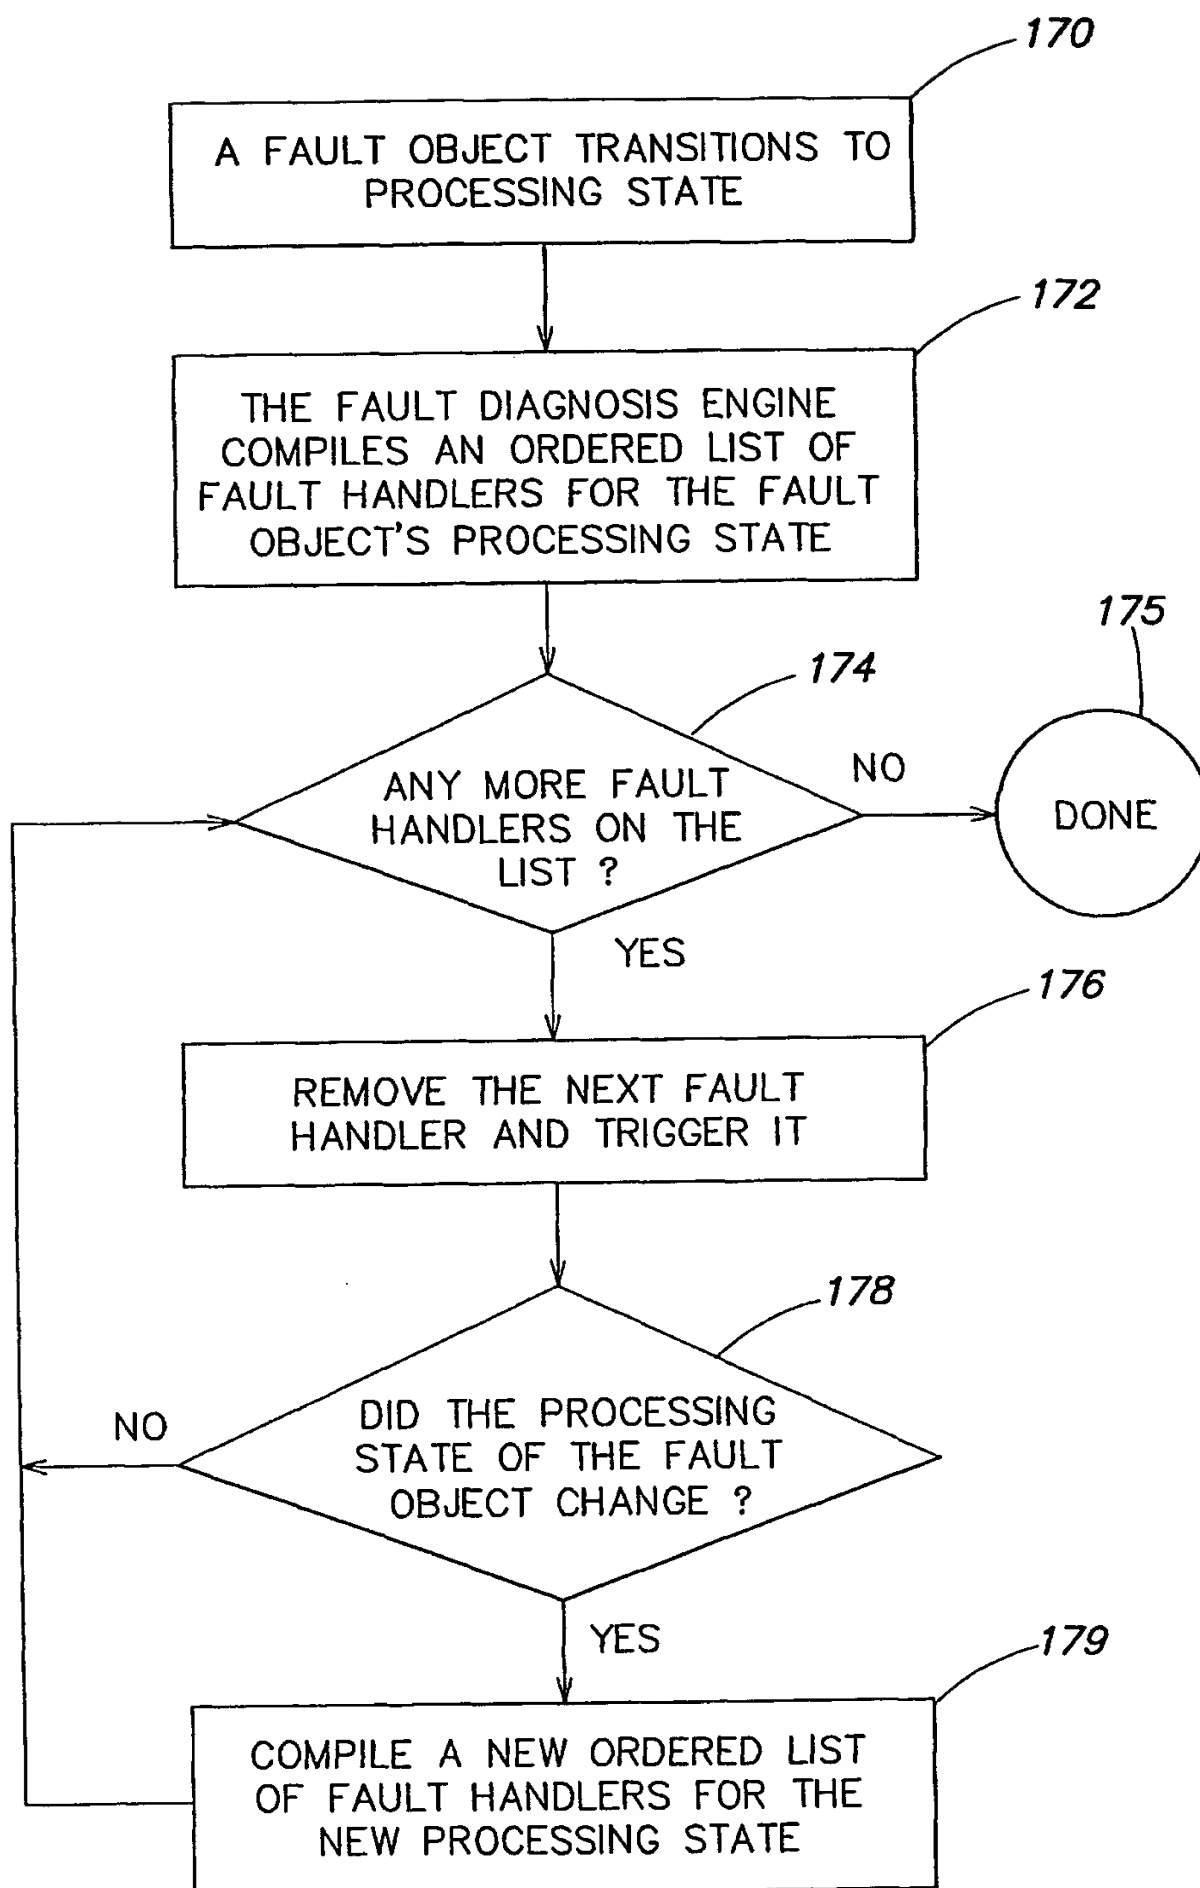 170
A FAULT OBJECT TRANSITIONS TO
PROCESSING STATE
172
THE FAULT DIAGNOSIS ENGINE
COMPILES AN ORDERED LIST OF
FAULT HANDLERS FOR THE FAULT
OBJECT'S PROCESSING STATE
174
175
ANY MORE FAULT
HANDLERS ON THE
LIST ?
NO
DONE
YES
176
REMOVE THE NEXT FAULT
HANDLER AND TRIGGER IT
178
DID THE PROCESSING
STATE OF THE FAULT
OBJECT CHANGE ?
NO
YES
179
COMPILE A NEW ORDERED LIST
OF FAULT HANDLERS FOR THE
NEW PROCESSING STATE